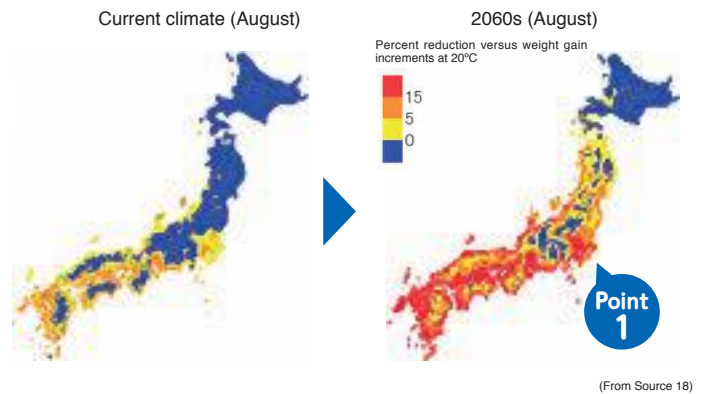 Current climate (August)
2060s (August)
Percent reduction versus weight gain
increments at 20ºC
15
5
0
Point
1
(From Source 18)